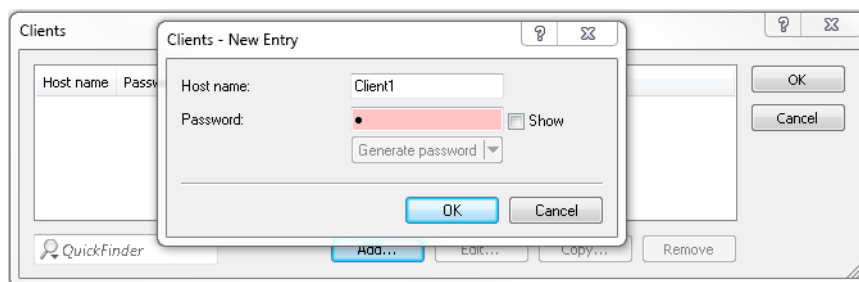 Clients
Clients - New Entry
Host name
Host name:
Client1
Password:
●
Show
Generate password
OK
Cancel
OK
Cancel
QuickFinder
Add...
Edit...
Copy...
Remove